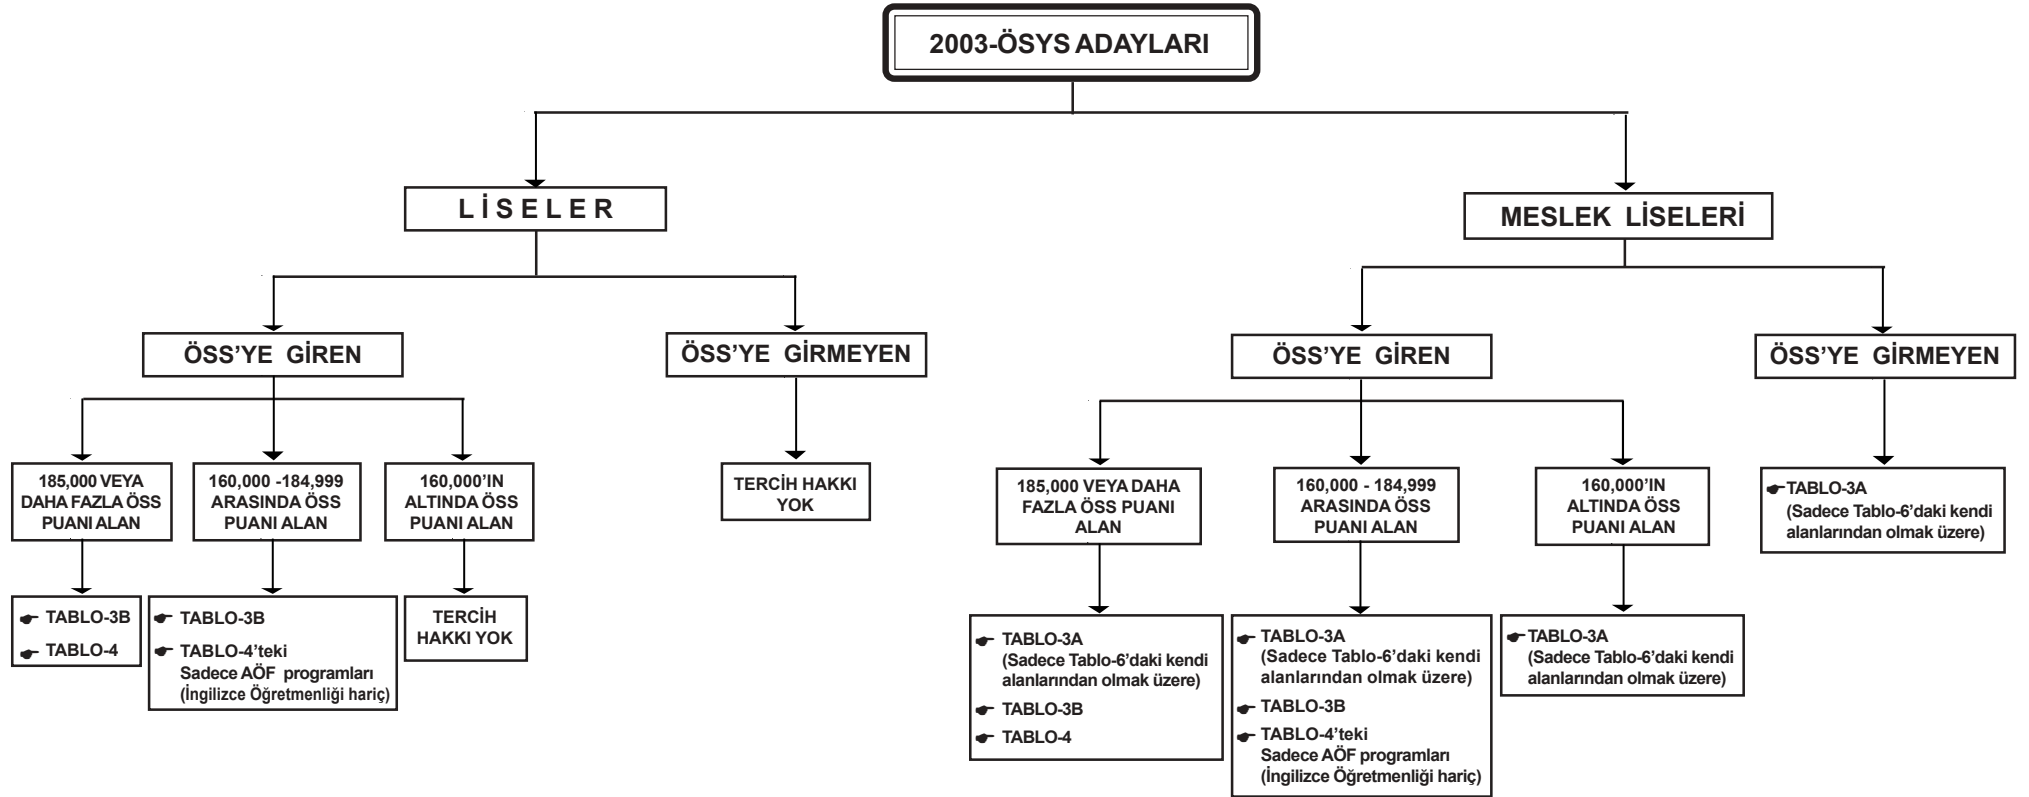 2003-ÖSYS ADAYLARI
LİSELER
MESLEK LİSELERİ
ÖSS’YE GİREN
ÖSS’YE GİRMEYEN
ÖSS’YE GİREN
ÖSS’YE GİRMEYEN
185,000 VEYA
DAHA FAZLA ÖSS
PUANI ALAN
160,000 -184,999
ARASINDA ÖSS
PUANI ALAN
160,000’IN
ALTINDA ÖSS
PUANI ALAN
TERCİH HAKKI
YOK
185,000 VEYA DAHA
FAZLA ÖSS PUANI
ALAN
160,000 - 184,999
ARASINDA ÖSS
PUANI ALAN
160,000’IN
ALTINDA ÖSS
PUANI ALAN
TABLO-3A
(Sadece Tablo-6’daki kendi
alanlarından olmak üzere)
TABLO-3B
TABLO-4
TABLO-3B
TABLO-4’teki
Sadece AÖF programları
(İngilizce Öğretmenliği hariç)
TERCİH
HAKKI YOK
TABLO-3A
(Sadece Tablo-6’daki kendi
alanlarından olmak üzere)
TABLO-3B
TABLO-4
TABLO-3A
(Sadece Tablo-6’daki kendi
alanlarından olmak üzere)
TABLO-3B
TABLO-4’teki
Sadece AÖF programları
(İngilizce Öğretmenliği hariç)
TABLO-3A
(Sadece Tablo-6’daki kendi
alanlarından olmak üzere)